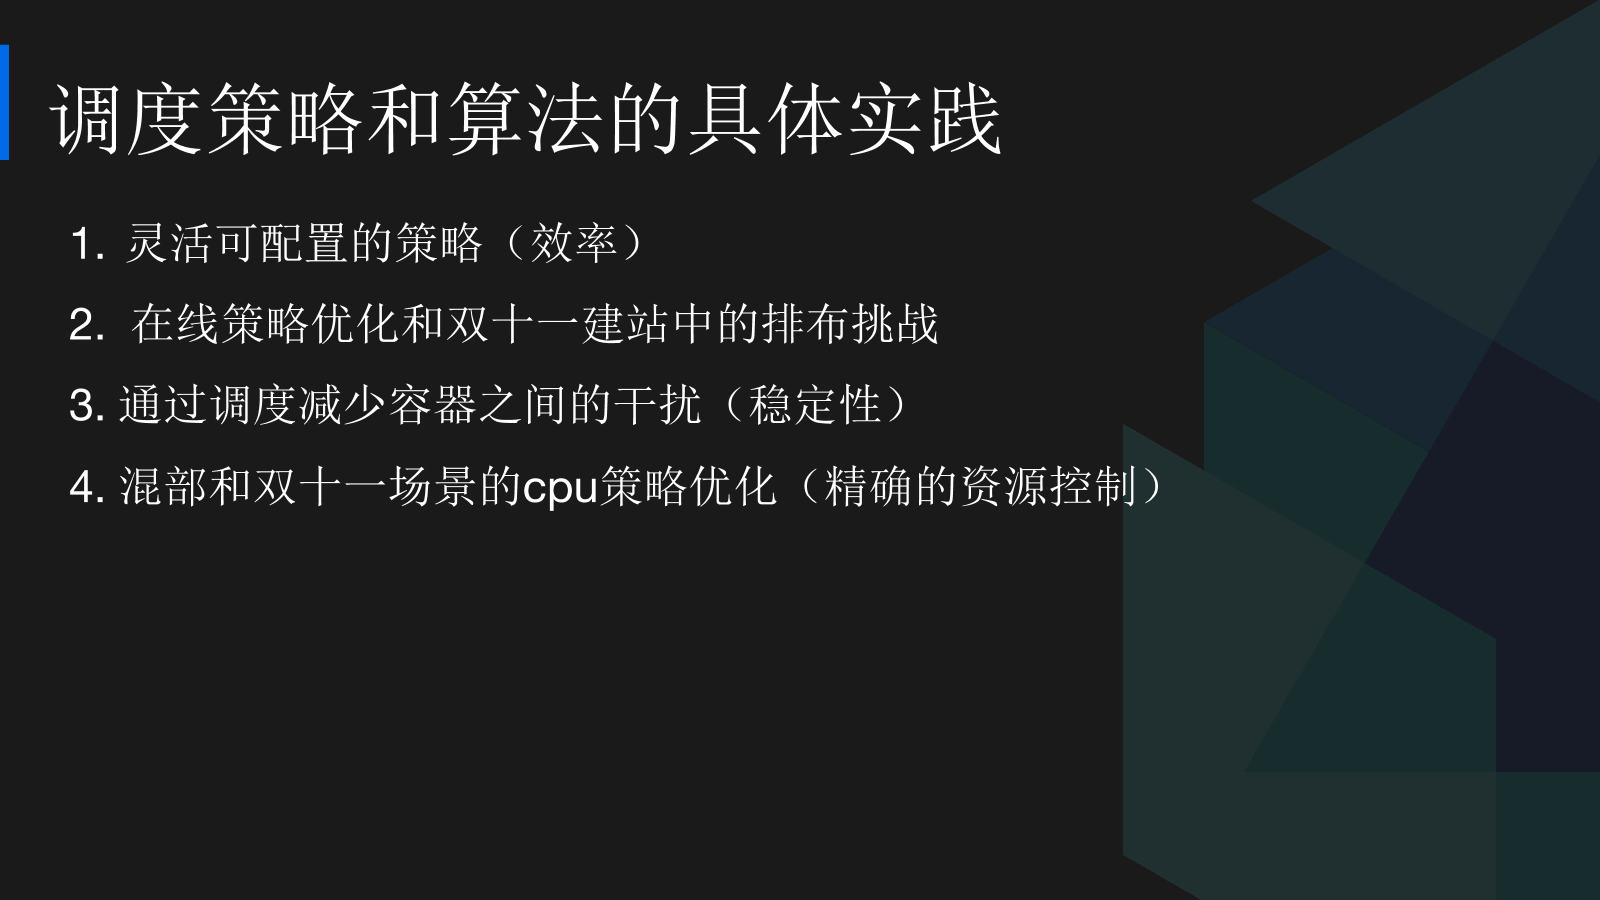 调度策略和算法的具体实践
1. 灵活可配置的策略（效率）
2. 在线策略优化和双十一建站中的排布挑战
3. 通过调度减少容器之间的干扰（稳定性）
4. 混部和双十一场景的cpu策略优化（精确的资源控制）